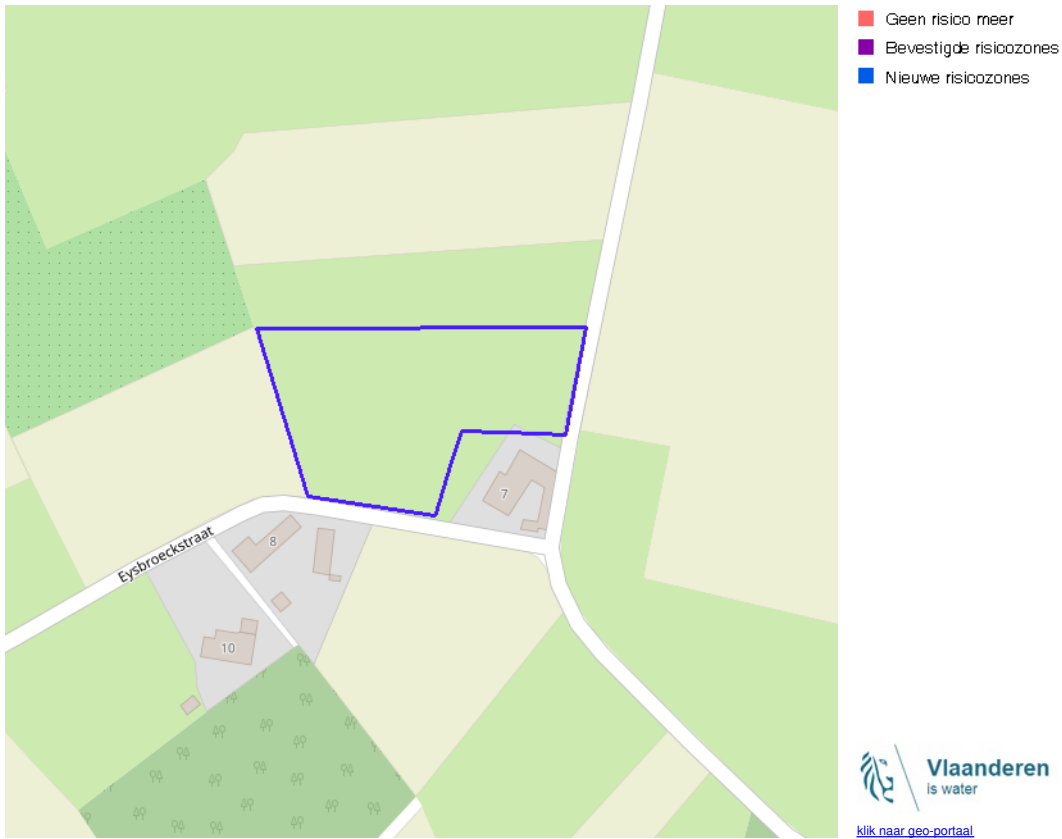 Geen risico meer
Bevestigde risicozones
Nieuwe risicozones
7
8
Eysbroeckstraat
10
Vlaanderen
is water
klik naar geo-portaal